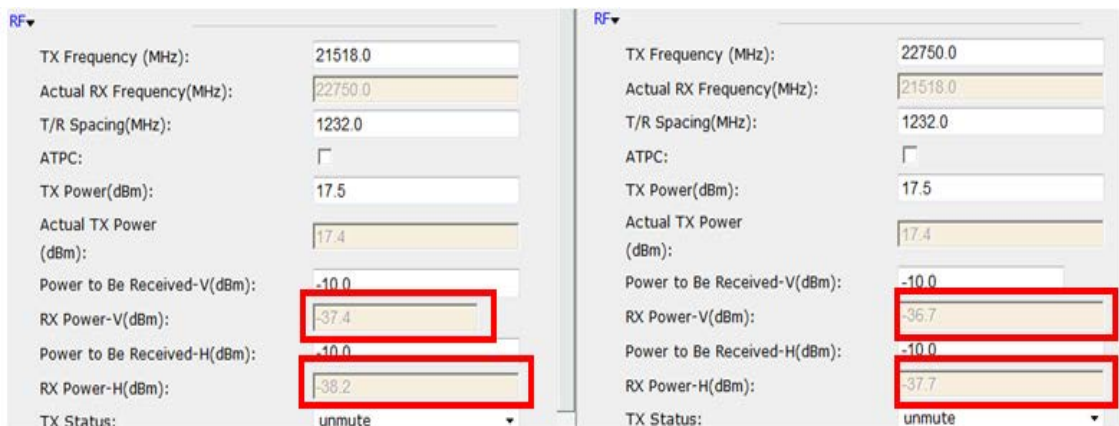 RF
TX Frequency (MHz): 21518.0
Actual RX Frequency(MHz): 22750.0
T/R Spacing(MHz): 1232.0
ATPC:
TX Power(dBm): 17.5
Actual TX Power
(dBm): 17.4
Power to Be Received-V(dBm): -10.0
RX Power-V(dBm): -37.4
Power to Be Received-H(dBm): -10.0
RX Power-H(dBm): -38.2
TX Status: unmute
RF
TX Frequency (MHz): 22750.0
Actual RX Frequency(MHz): 21518.0
T/R Spacing(MHz): 1232.0
ATPC:
TX Power(dBm): 17.5
Actual TX Power
(dBm): 17.4
Power to Be Received-V(dBm): -10.0
RX Power-V(dBm): -36.7
Power to Be Received-H(dBm): -10.0
RX Power-H(dBm): -37.7
TX Status: unmute